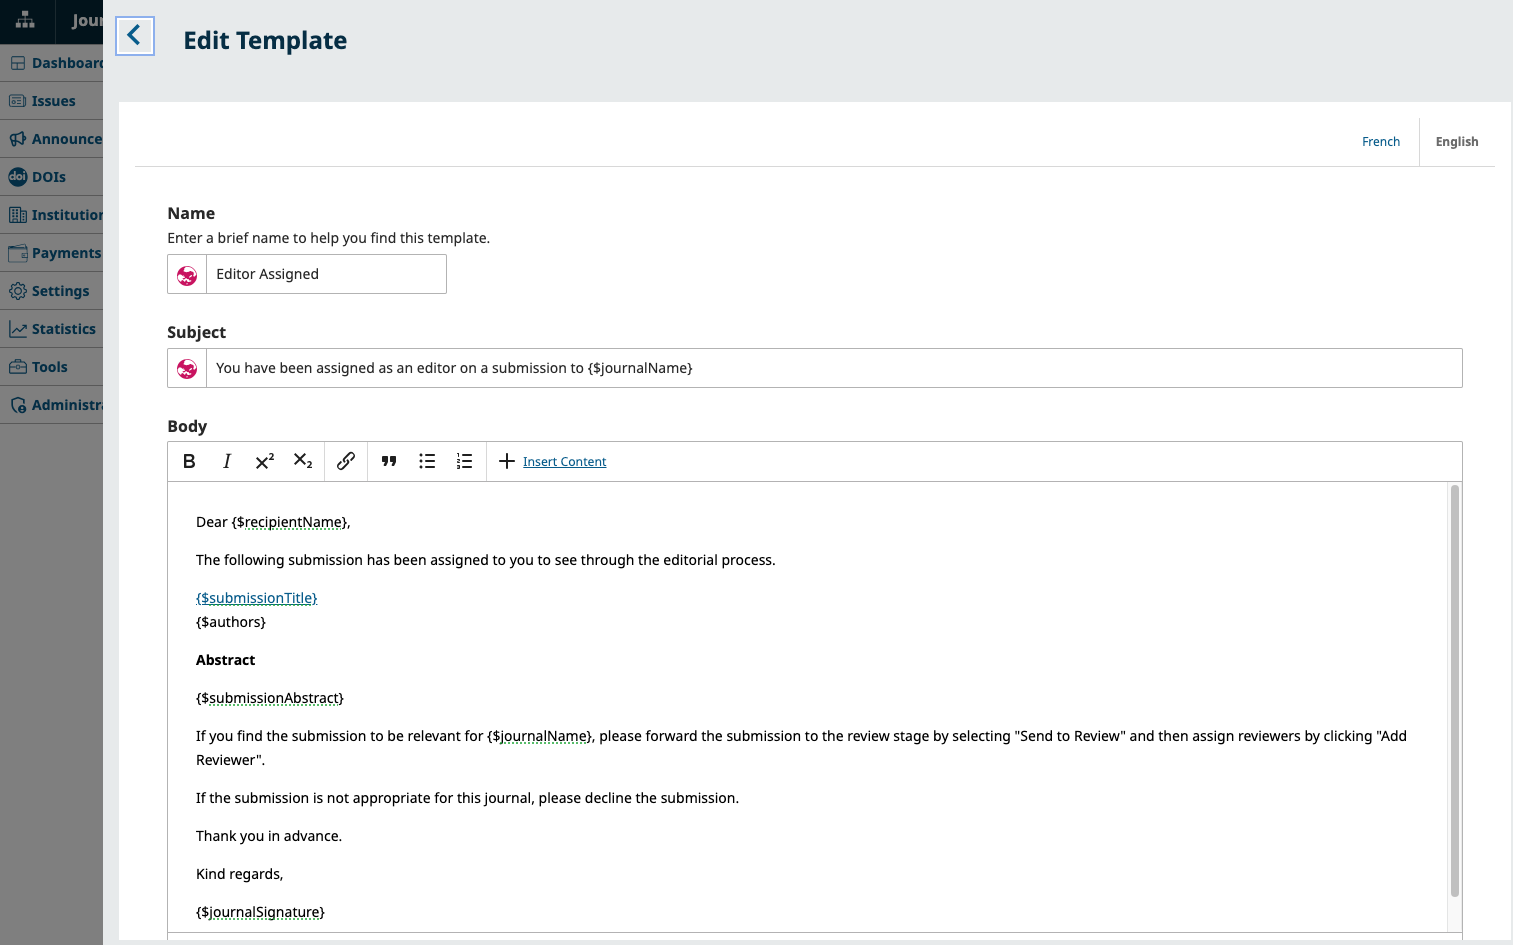 Jour
Edit Template
Dashboard
Issues
Announce
DOIs
Institution
Payments
Settings
Statistics
Tools
Administra
French
English
Name
Enter a brief name to help you find this template.
Editor Assigned
Subject
You have been assigned as an editor on a submission to {$journalName}
Body
B I X² X₂ Insert Content
Dear {$recipientName},
The following submission has been assigned to you to see through the editorial process.
{$submissionTitle}
{$authors}
Abstract
{$submissionAbstract}
If you find the submission to be relevant for {$journalName}, please forward the submission to the review stage by selecting "Send to Review" and then assign reviewers by clicking "Add
Reviewer".
If the submission is not appropriate for this journal, please decline the submission.
Thank you in advance.
Kind regards,
{$journalSignature}